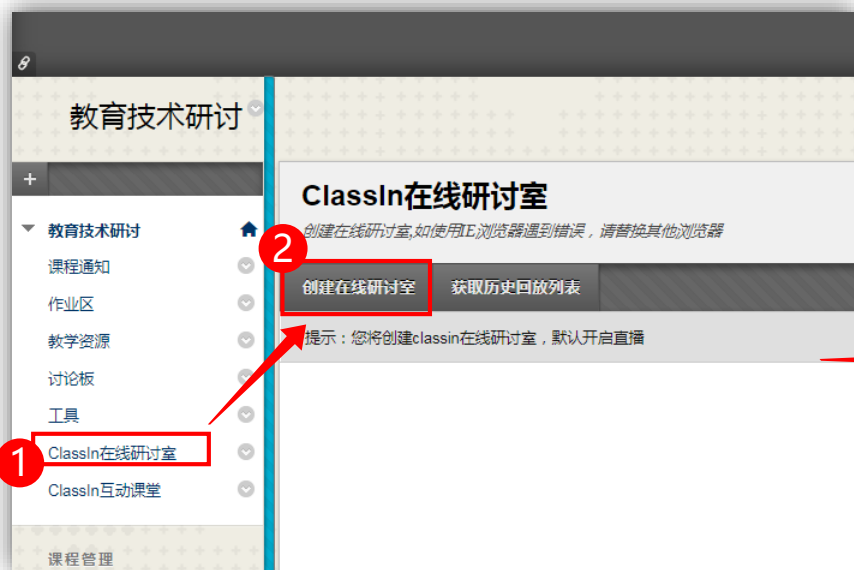 教育技术研讨
+
ClassIn在线研讨室
创建在线研讨室,如使用IE浏览器遇到错误，请替换其他浏览器
教育技术研讨
2
课程通知
创建在线研讨室 获取历史回放列表
作业区
提示：您将创建classin在线研讨室，默认开启直播
教学资源
讨论板
工具
1
ClassIn在线研讨室
ClassIn互动课堂
课程管理